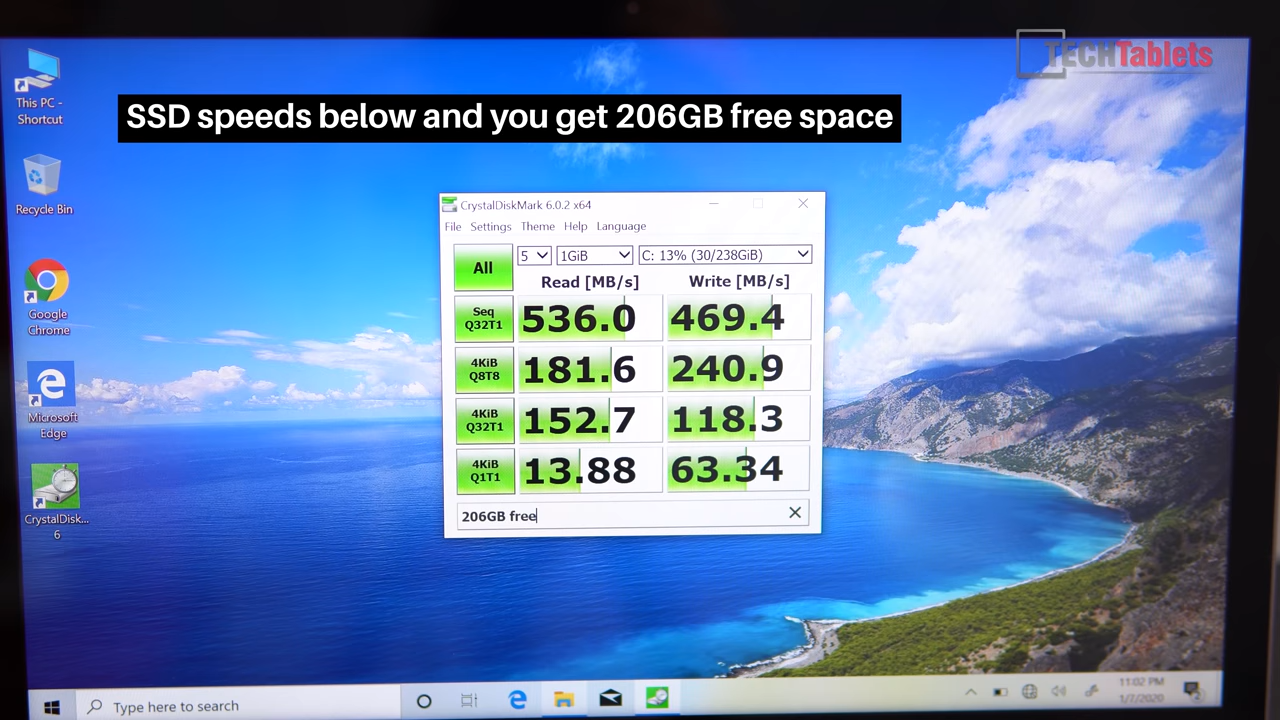 TECHTablets
This PC -
Shortcut
SSD speeds below and you get 206GB free space
Recycle Bin
Google
Chrome
Microsoft
Edge
CrystalDisk...
6
CrystalDiskMark 6.0.2 x64
File Settings Theme Help Language
All 5 1GiB C: 13% (30/238GiB)
Read [MB/s] Write [MB/s]
Seq
Q32T1 536.0 469.4
4KiB
Q8T8 181.6 240.9
4KiB
Q32T1 152.7 118.3
4KiB
Q1T1 13.88 63.34
206GB free
Type here to search
11:02 PM
1/7/2020
2